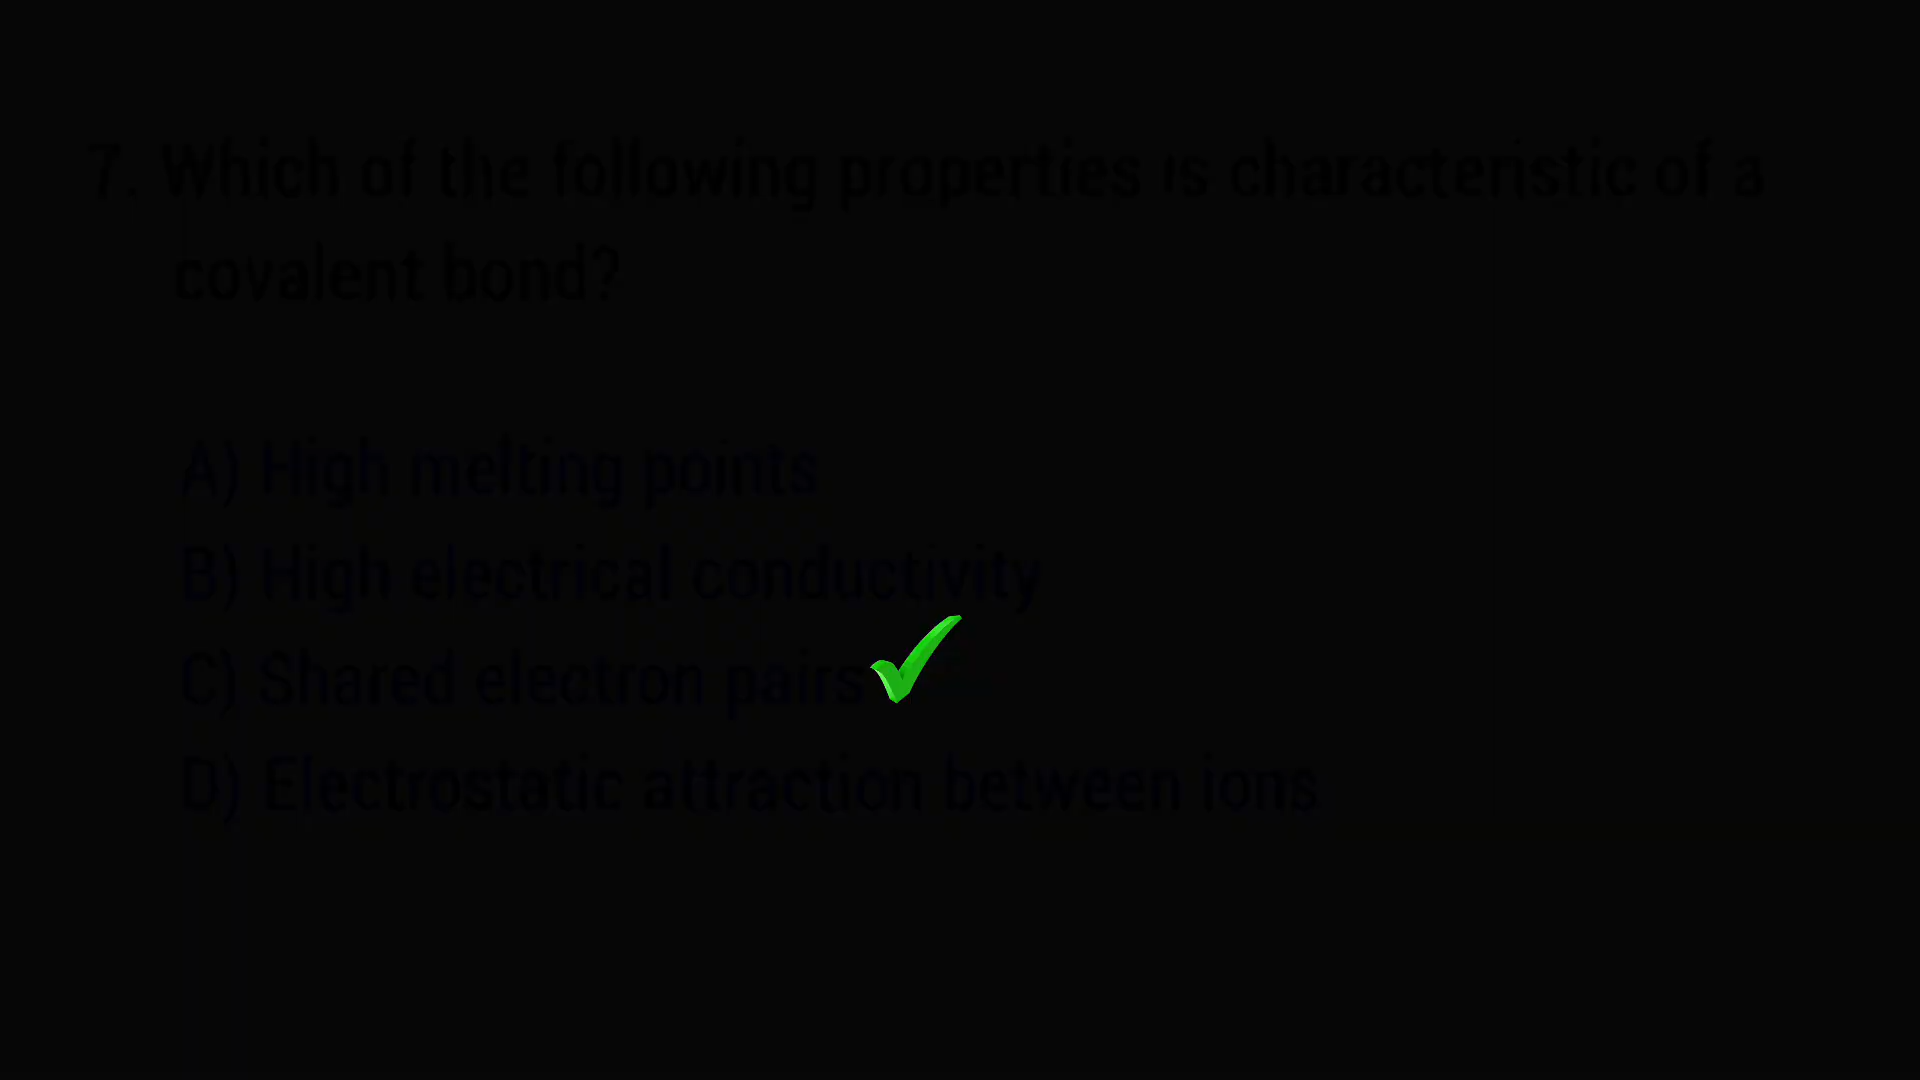 7. Which of the following properties is characteristic of a
covalent bond?
A) High melting points
B) High electrical conductivity
C) Shared electron pairs
D) Electrostatic attraction between ions